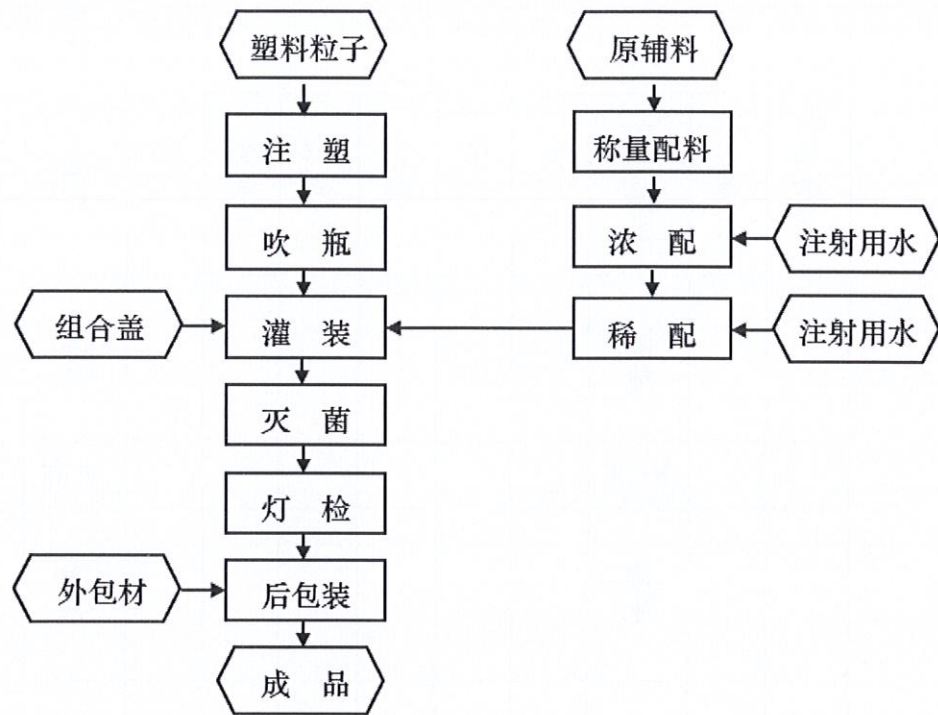 塑料粒子
原辅料
注 塑
称量配料
吹 瓶
浓 配
注射用水
组合盖
灌 装
稀 配
注射用水
灭 菌
灯 检
外包材
后包装
成 品